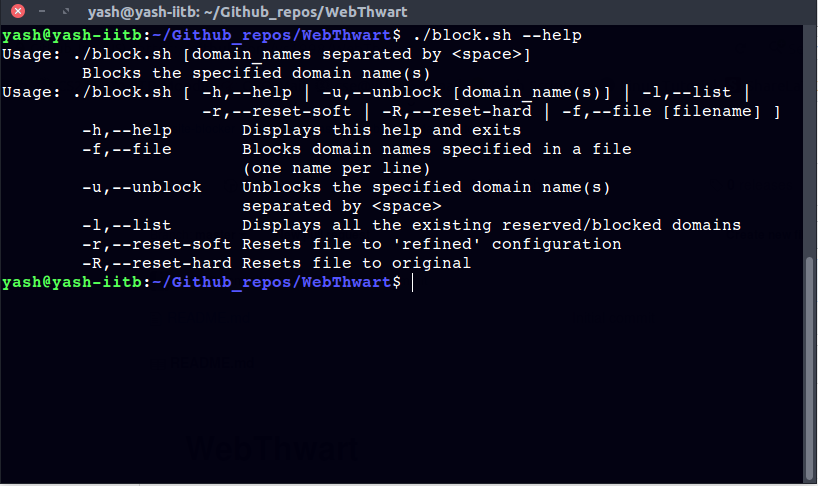 yash@yash-iitb: ~/Github_repos/WebThwart
yash@yash-iitb:~/Github_repos/WebThwart$ ./block.sh --help
Usage: ./block.sh [domain_names separated by <space>]
        Blocks the specified domain name(s)
Usage: ./block.sh [ -h,--help | -u,--unblock [domain_name(s)] | -l,--list |
                    -r,--reset-soft | -R,--reset-hard | -f,--file [filename] ]
        -h,--help       Displays this help and exits
        -f,--file       Blocks domain names specified in a file
                        (one name per line)
        -u,--unblock    Unblocks the specified domain name(s)
                        separated by <space>
        -l,--list       Displays all the existing reserved/blocked domains
        -r,--reset-soft Resets file to 'refined' configuration
        -R,--reset-hard Resets file to original
yash@yash-iitb:~/Github_repos/WebThwart$
WebThwart